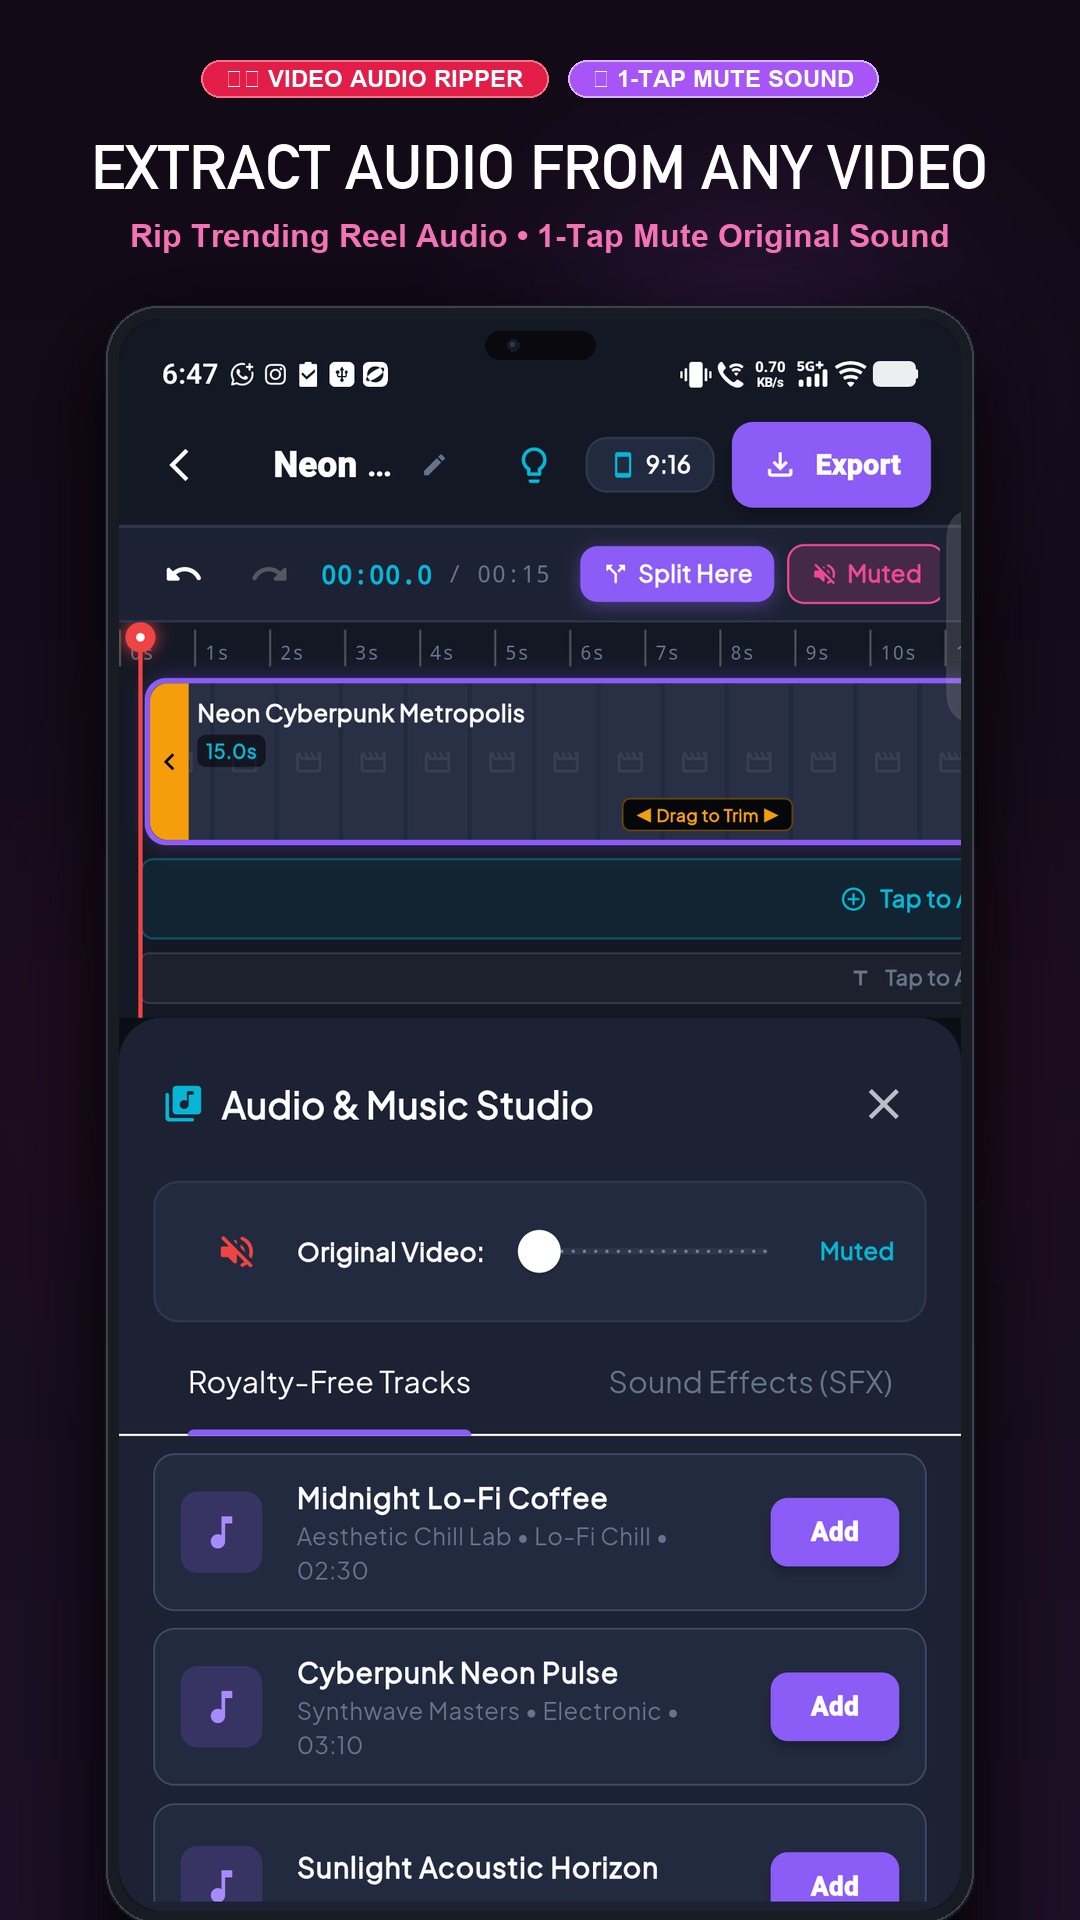 VIDEO AUDIO RIPPER
1-TAP MUTE SOUND
EXTRACT AUDIO FROM ANY VIDEO
Rip Trending Reel Audio • 1-Tap Mute Original Sound
6:47
0.70 KB/s
5G+
Neon ...
9:16
Export
00:00.0 / 00:15
Split Here
Muted
0s 1s 2s 3s 4s 5s 6s 7s 8s 9s 10s
Neon Cyberpunk Metropolis
15.0s
◀ Drag to Trim ▶
Tap to
T Tap to
Audio & Music Studio
Original Video:
Muted
Royalty-Free Tracks
Sound Effects (SFX)
Midnight Lo-Fi Coffee
Aesthetic Chill Lab • Lo-Fi Chill •
02:30
Add
Cyberpunk Neon Pulse
Synthwave Masters • Electronic •
03:10
Add
Sunlight Acoustic Horizon
Add